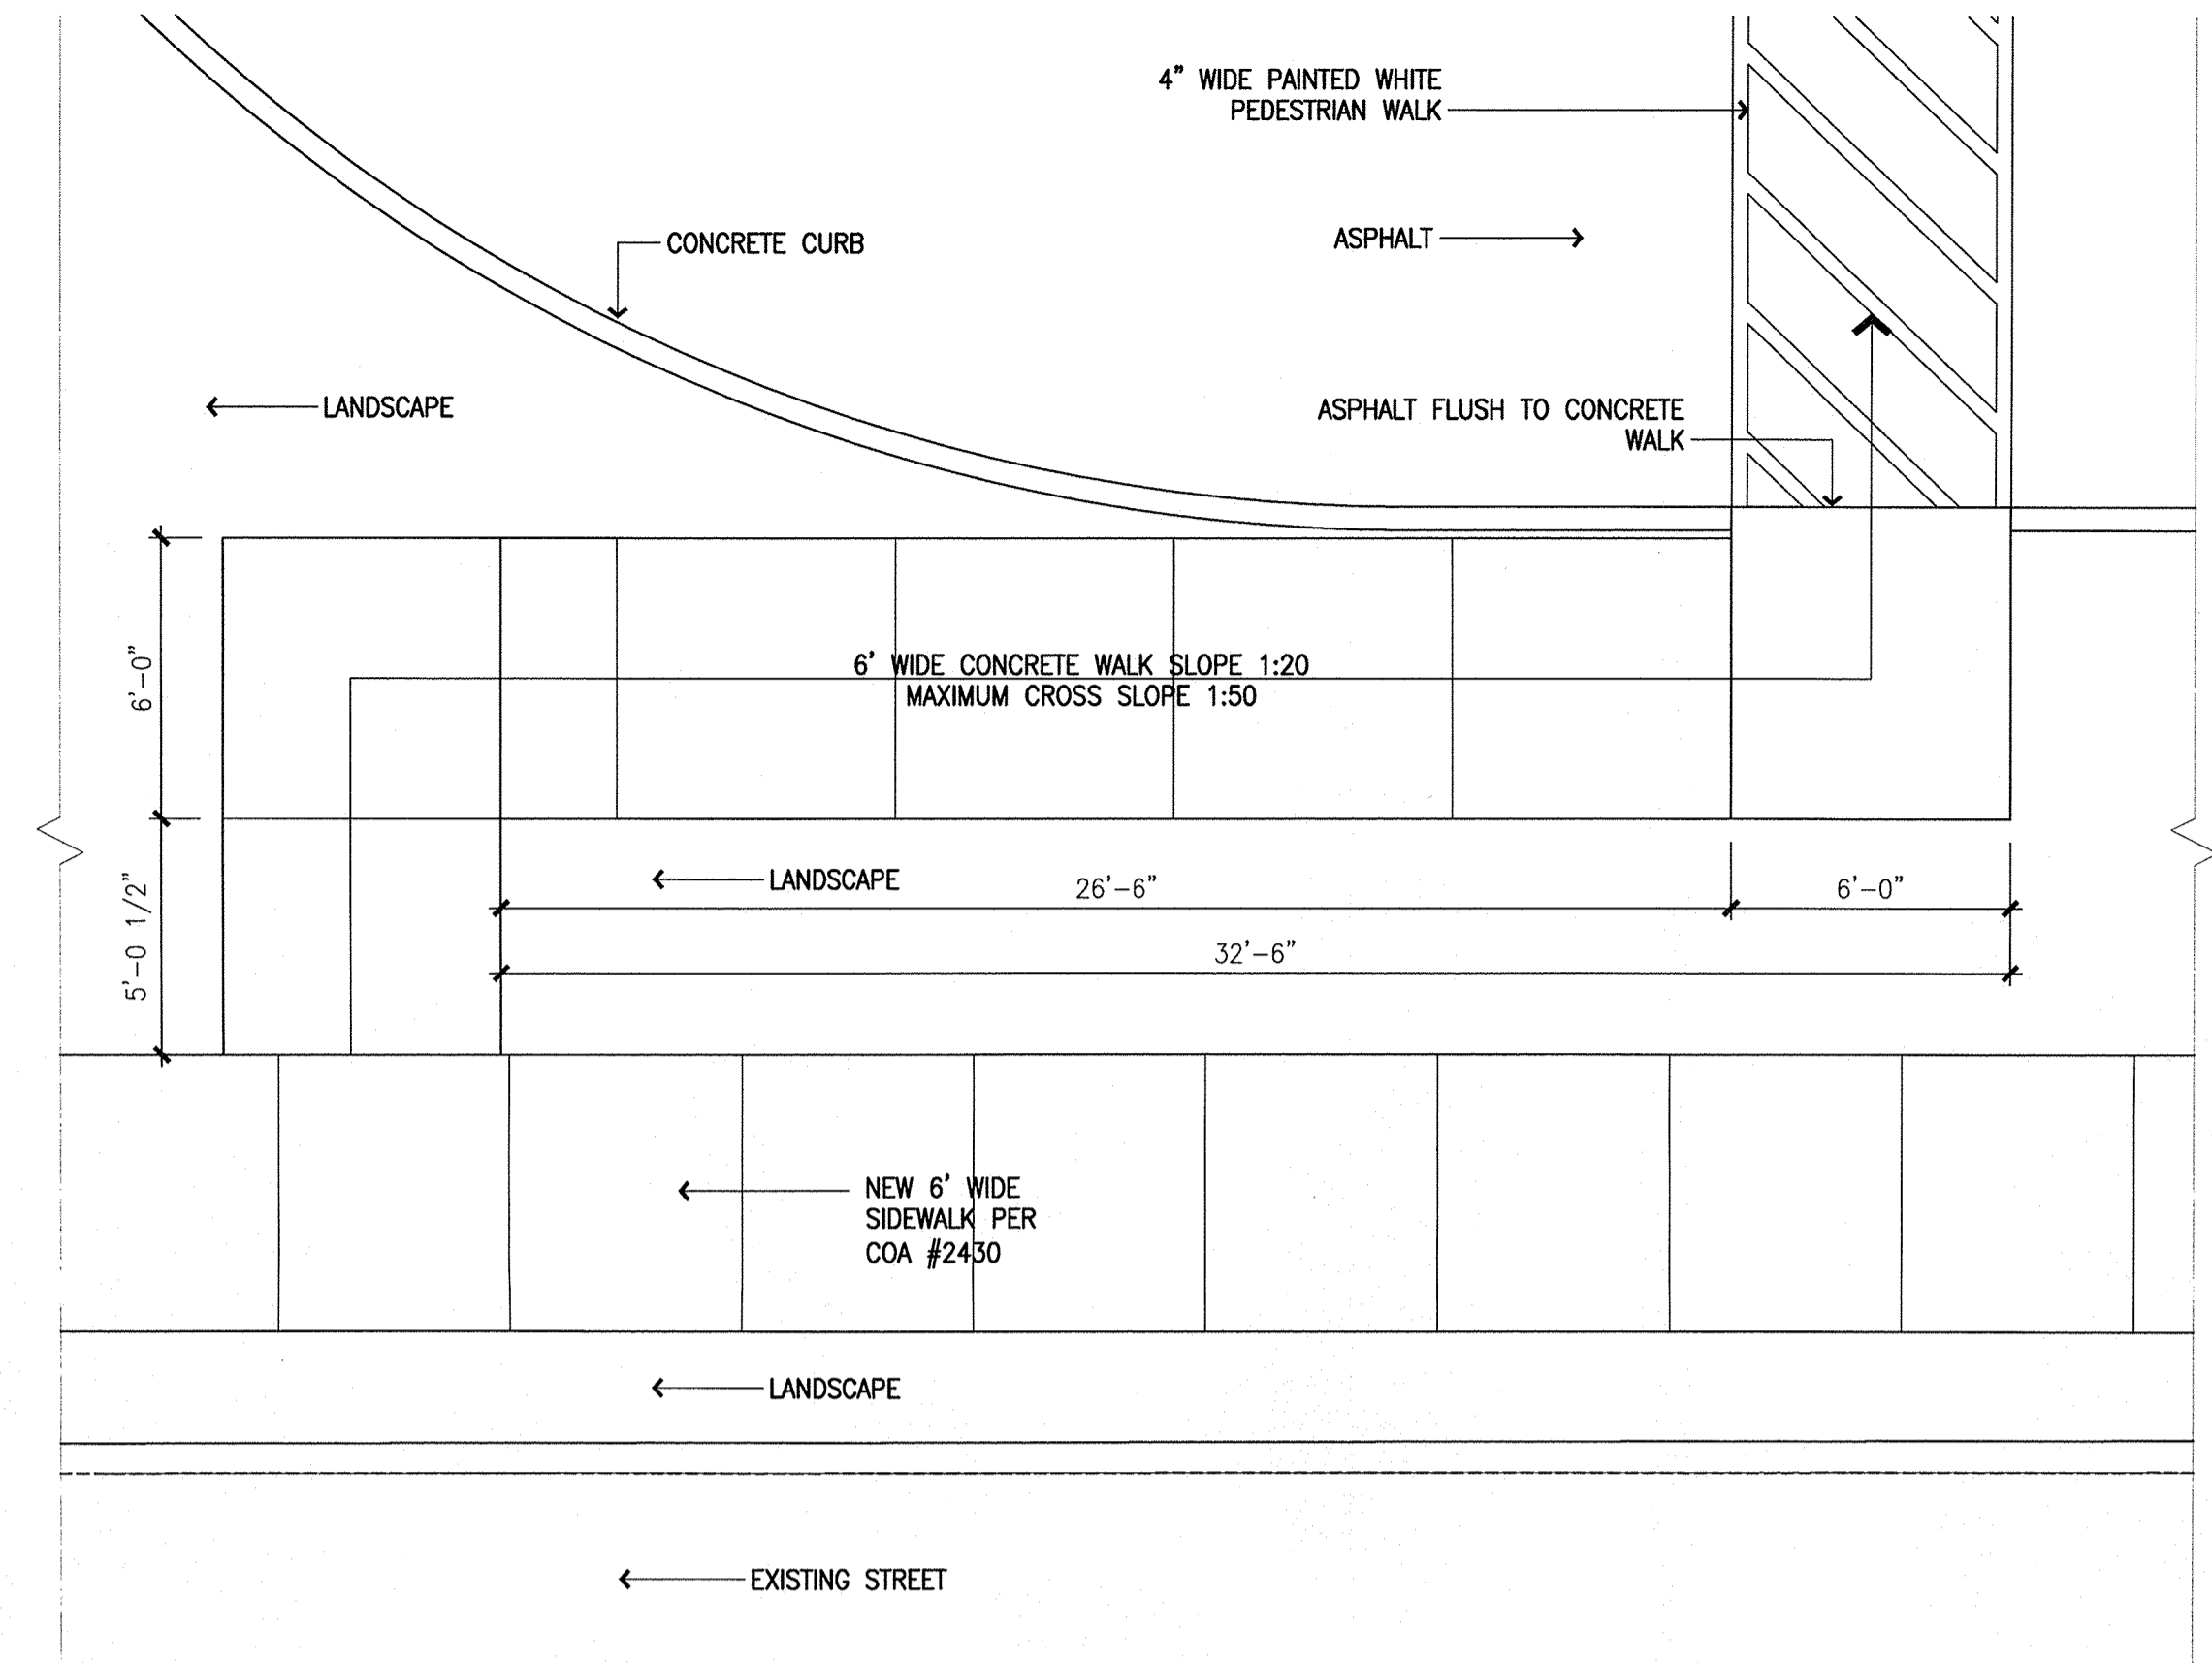 4" WIDE PAINTED WHITE
PEDESTRIAN WALK
CONCRETE CURB
ASPHALT
LANDSCAPE
ASPHALT FLUSH TO CONCRETE
WALK
6'-0"
6' WIDE CONCRETE WALK SLOPE 1:20
MAXIMUM CROSS SLOPE 1:50
5'-0 1/2"
LANDSCAPE
26'-6"
6'-0"
32'-6"
NEW 6' WIDE
SIDEWALK PER
COA #2430
LANDSCAPE
EXISTING STREET